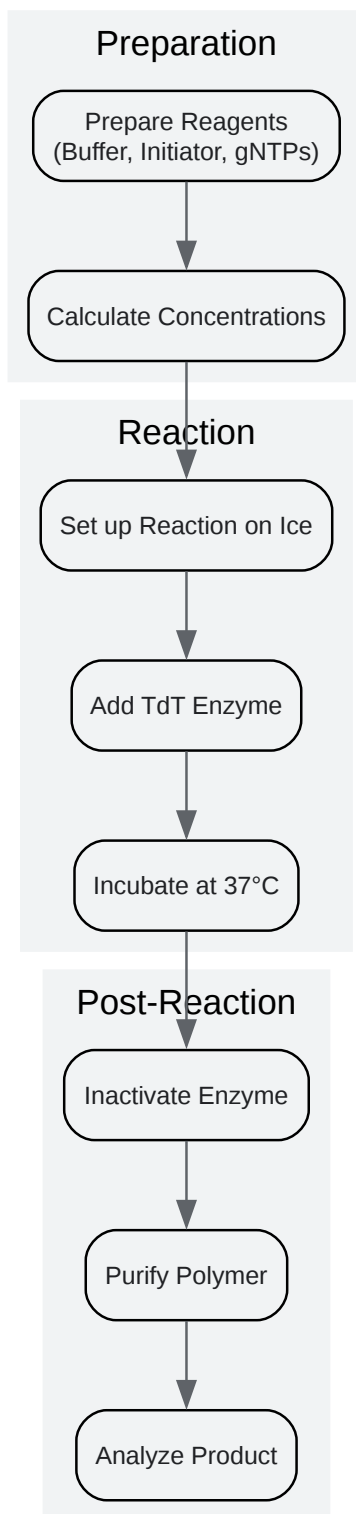 Preparation
Prepare Reagents
(Buffer, Initiator, gNTPs)
Calculate Concentrations
Reaction
Set up Reaction on Ice
Add TdT Enzyme
Incubate at 37°C
Post-Reaction
Inactivate Enzyme
Purify Polymer
Analyze Product